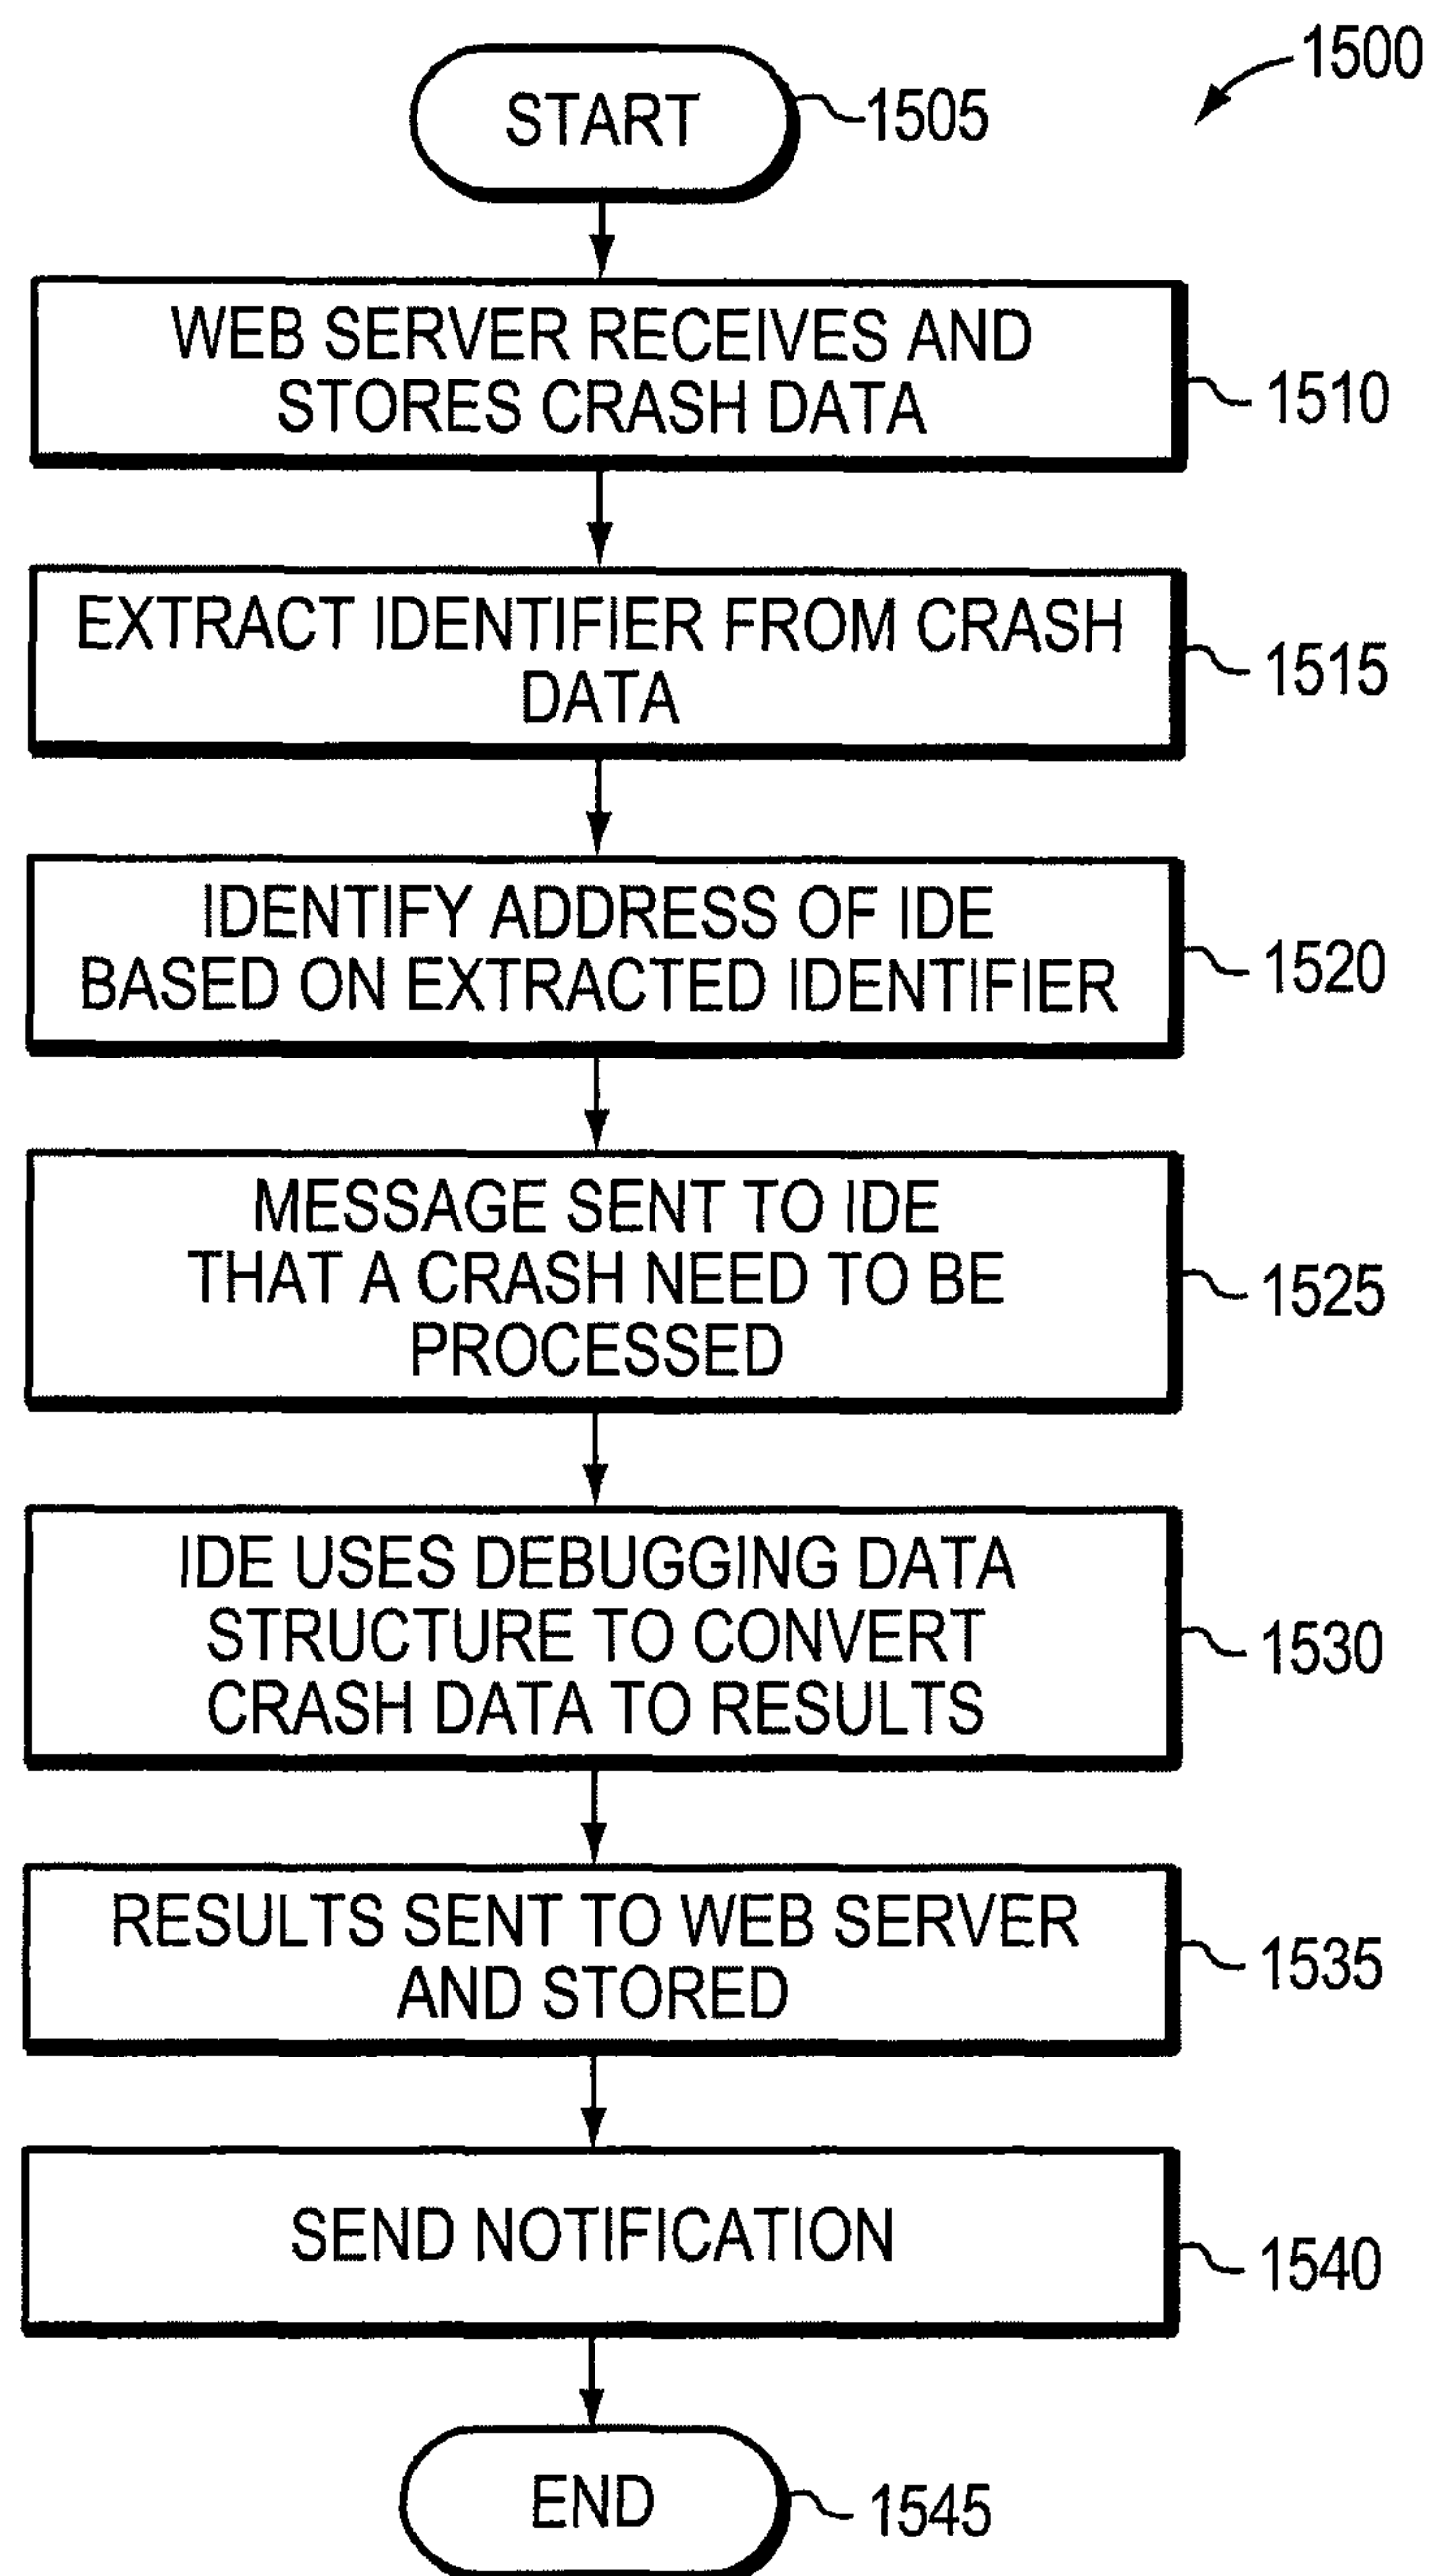 1500
START
1505
WEB SERVER RECEIVES AND
STORES CRASH DATA
1510
EXTRACT IDENTIFIER FROM CRASH
DATA
1515
IDENTIFY ADDRESS OF IDE
BASED ON EXTRACTED IDENTIFIER
1520
MESSAGE SENT TO IDE
THAT A CRASH NEED TO BE
PROCESSED
1525
IDE USES DEBUGGING DATA
STRUCTURE TO CONVERT
CRASH DATA TO RESULTS
1530
RESULTS SENT TO WEB SERVER
AND STORED
1535
SEND NOTIFICATION
1540
END
1545